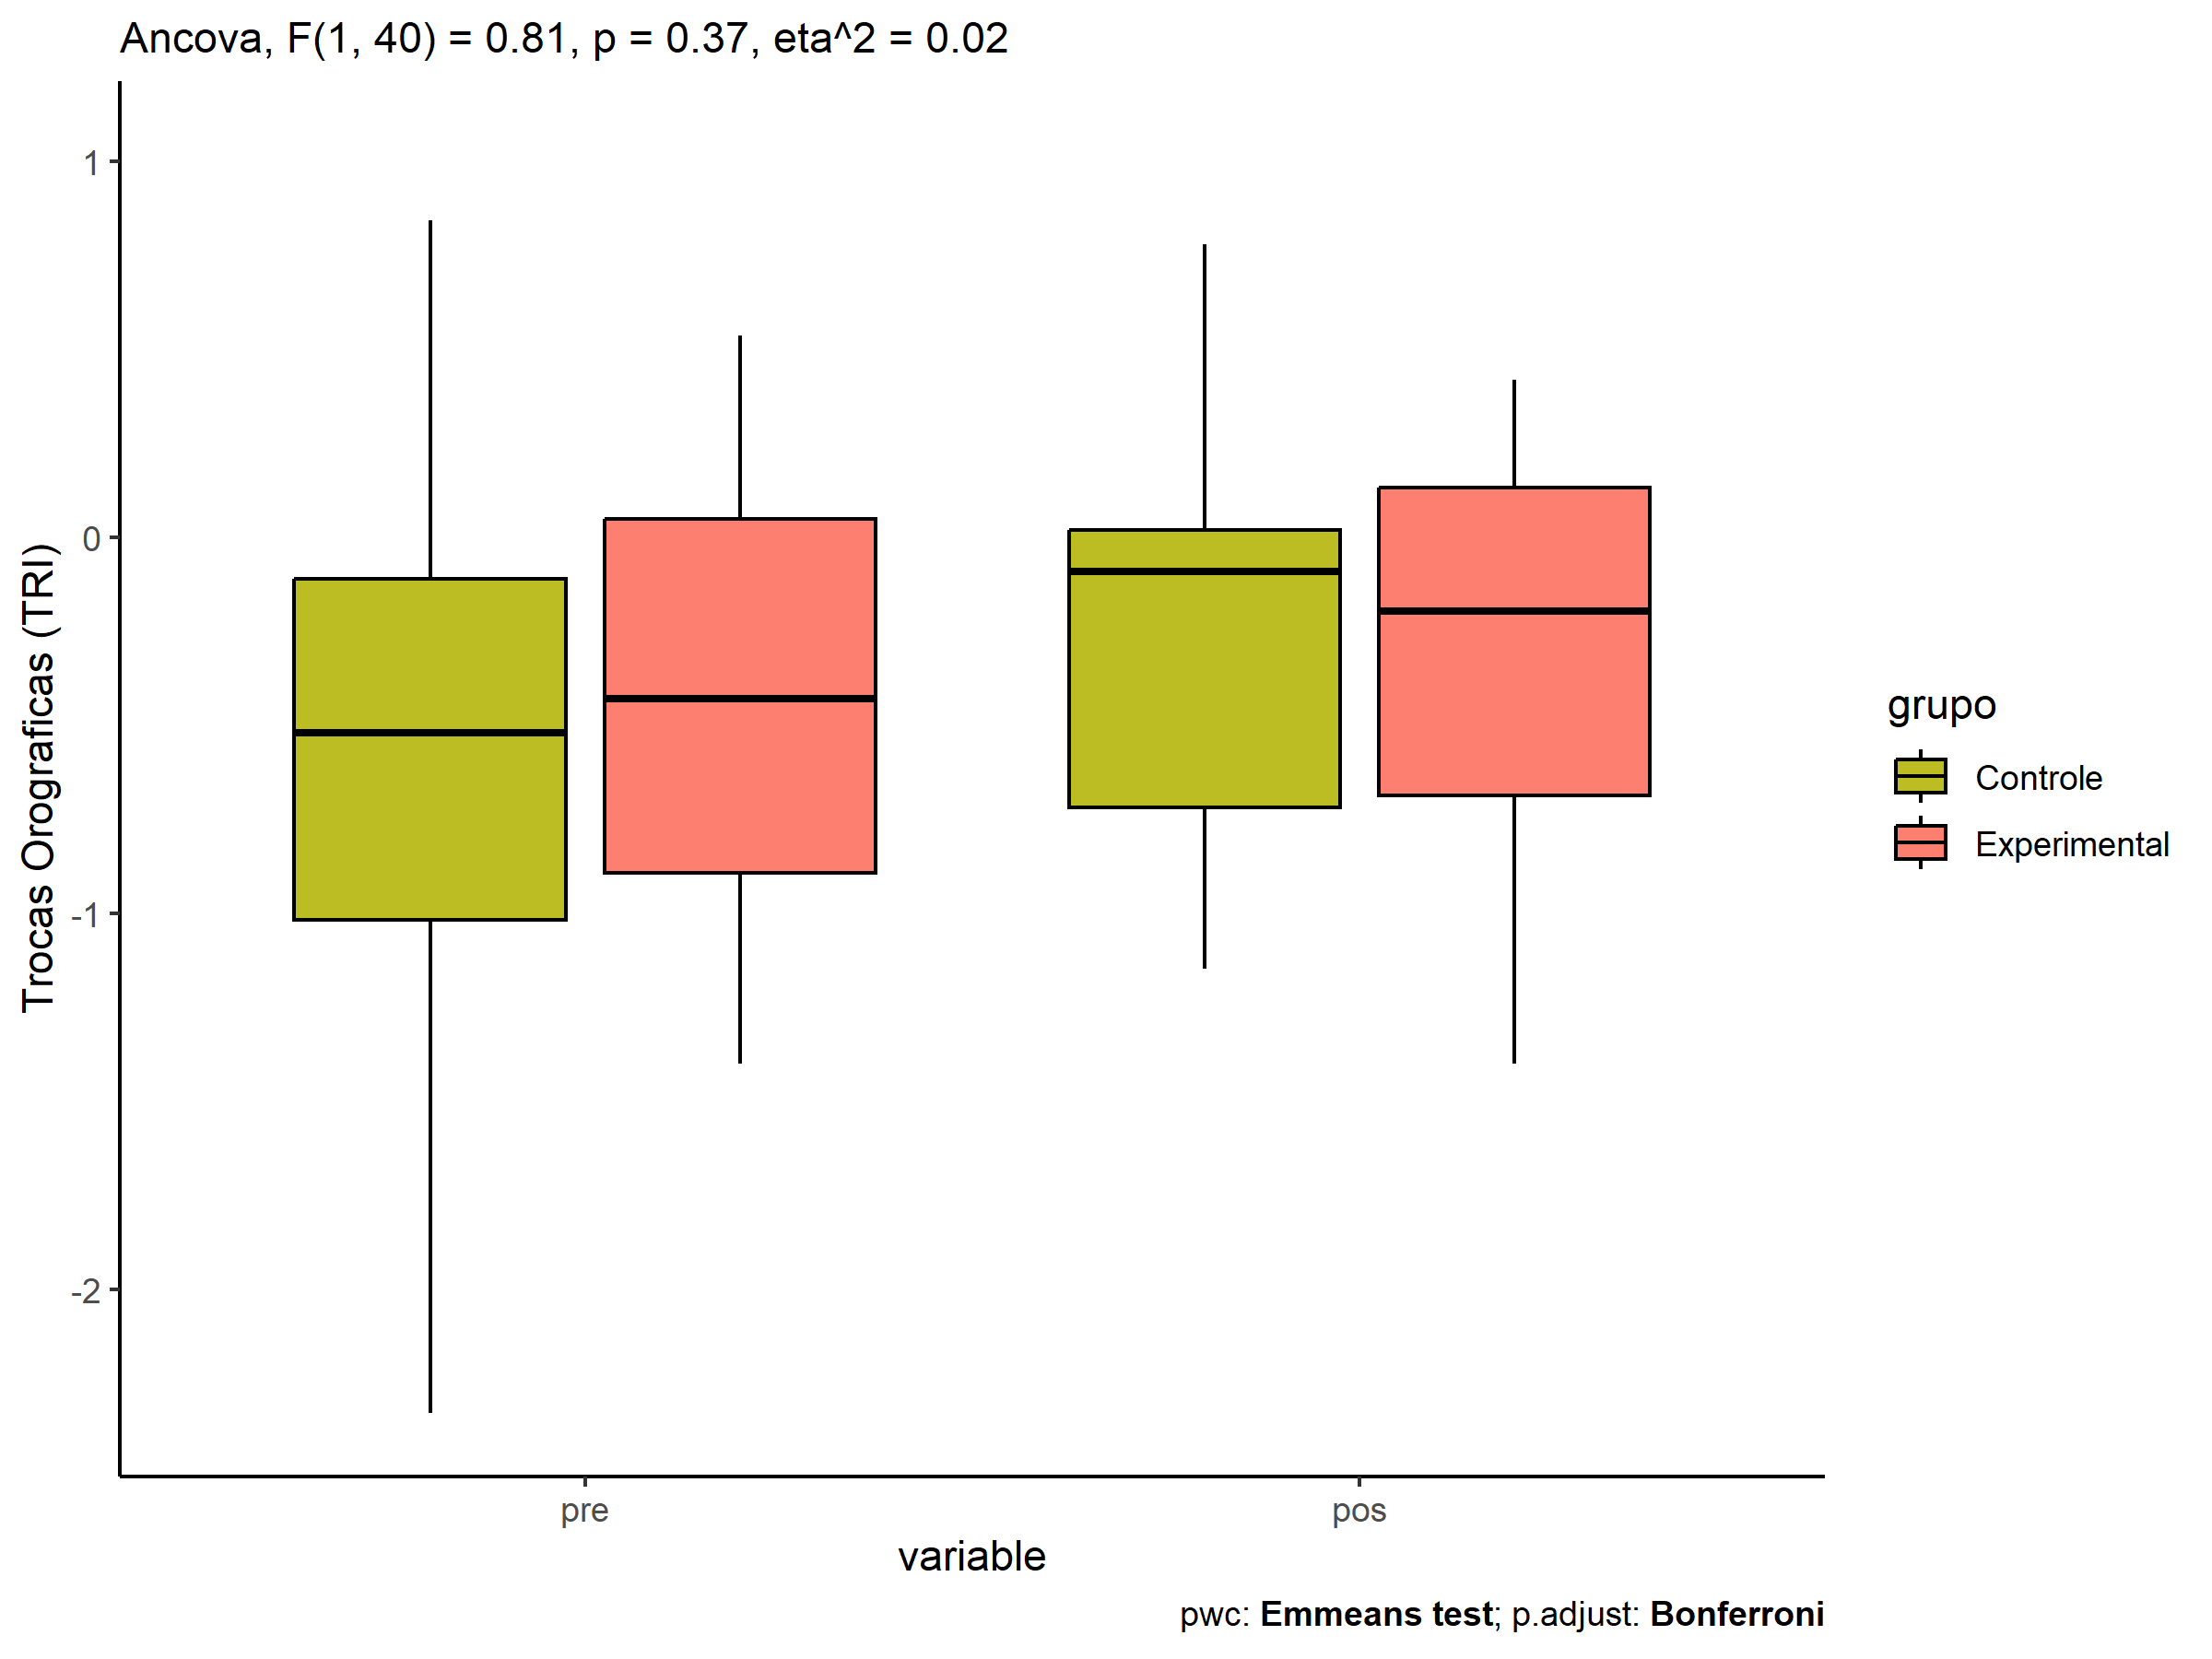 Ancova, F(1, 40) = 0.81, p = 0.37, eta^2 = 0.02
Trocas Orograficas (TRI)
1
0
-1
-2
pre
pos
variable
grupo
Controle
Experimental
pwc: Emmeans test; p.adjust: Bonferroni